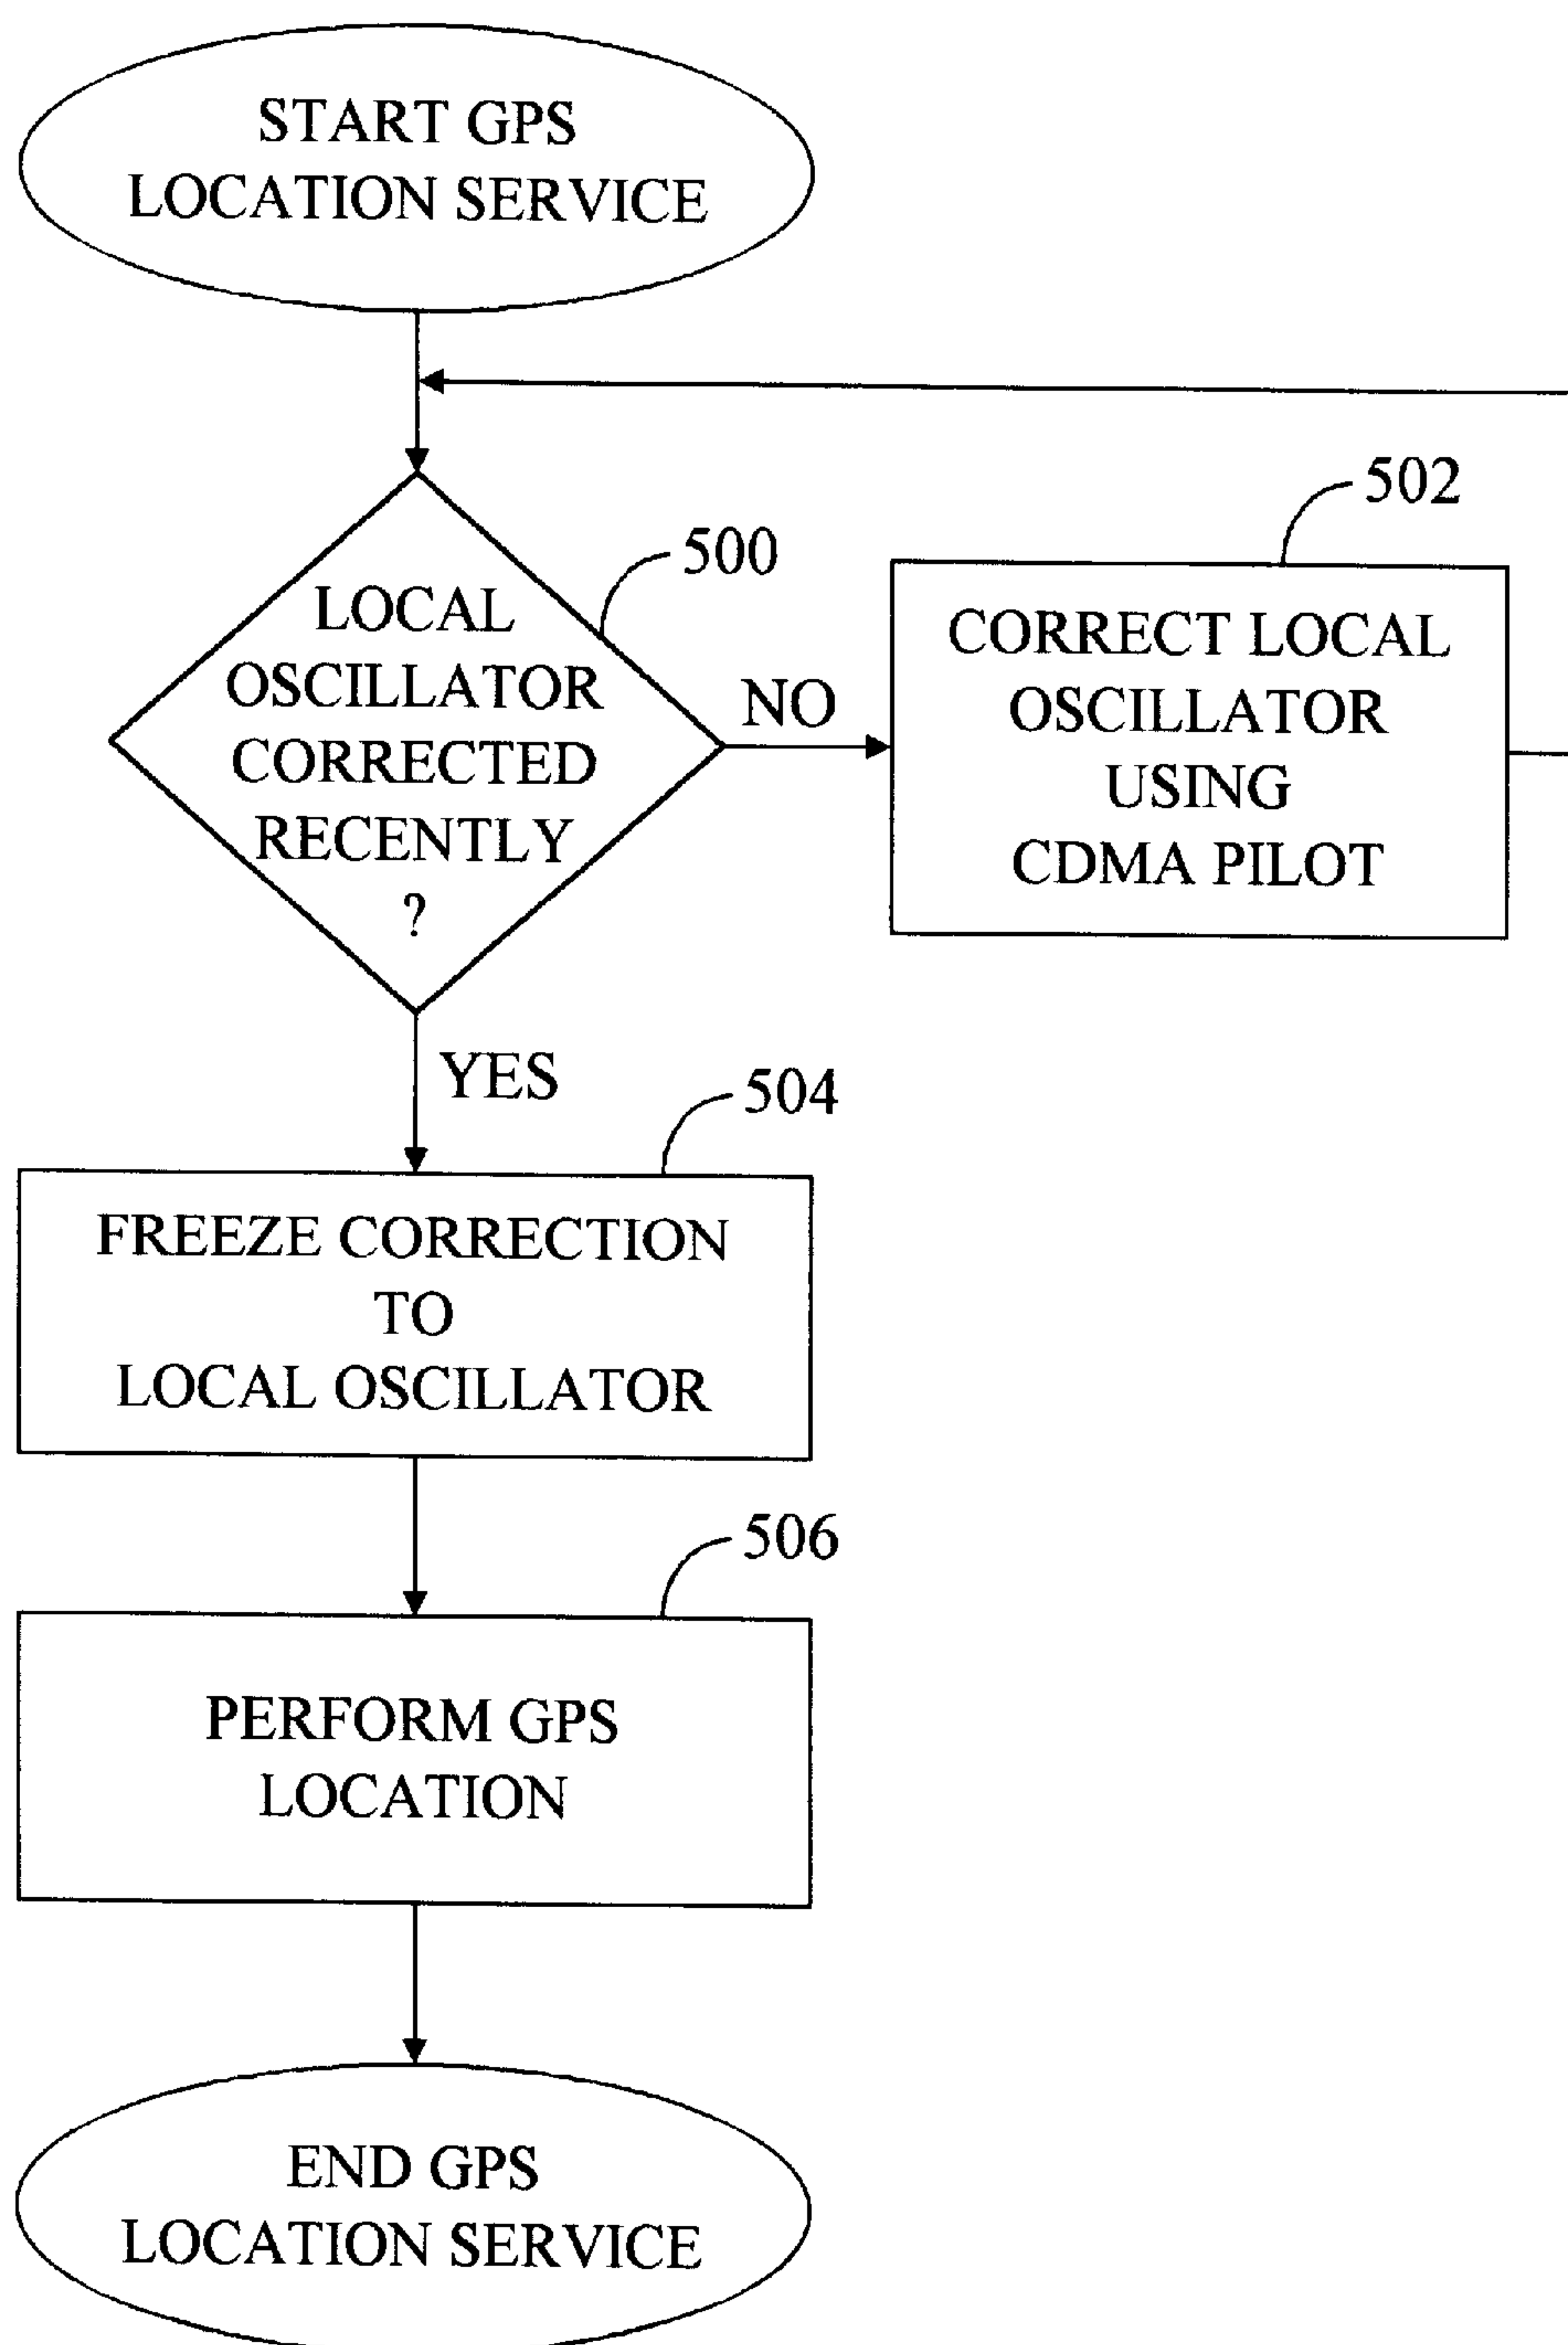 START GPS
LOCATION SERVICE
500
LOCAL
OSCILLATOR
CORRECTED
RECENTLY
?
NO
502
CORRECT LOCAL
OSCILLATOR
USING
CDMA PILOT
YES
504
FREEZE CORRECTION
TO
LOCAL OSCILLATOR
506
PERFORM GPS
LOCATION
END GPS
LOCATION SERVICE